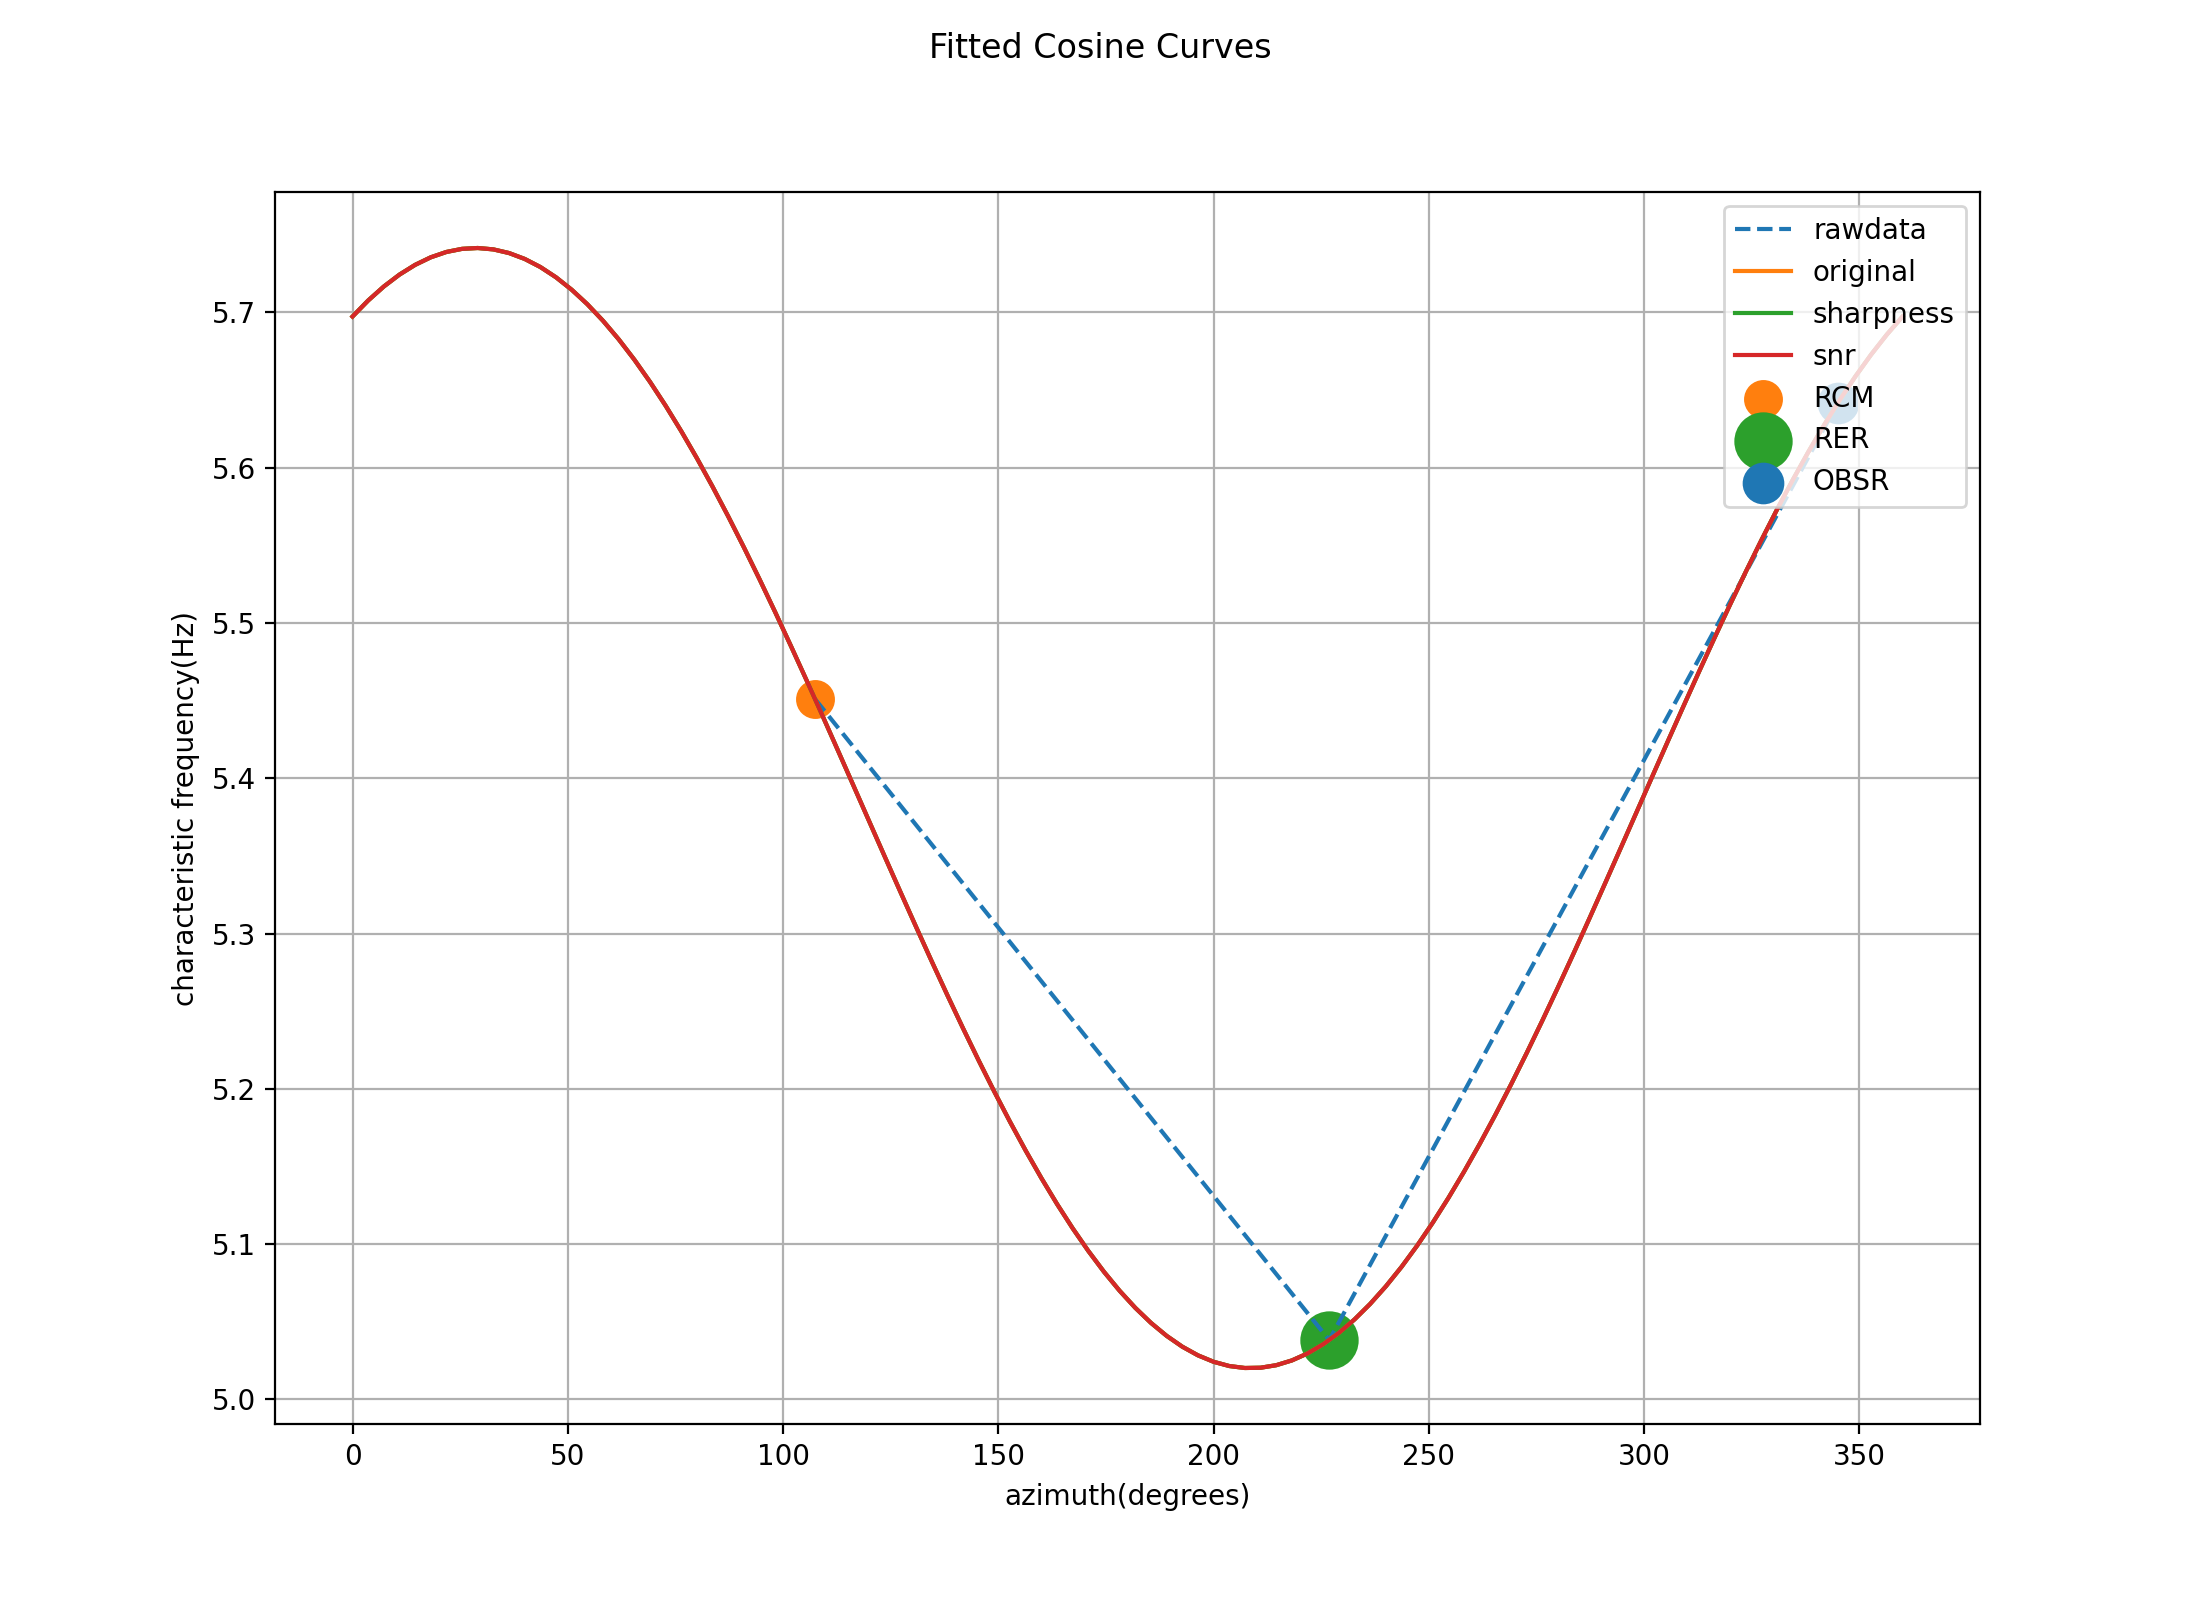 Fitted Cosine Curves
rawdata
original
sharpness
snr
RCM
RER
OBSR
5.7
5.6
5.5
5.4
5.3
5.2
5.1
5.0
characteristic frequency(Hz)
0 50 100 150 200 250 300 350
azimuth(degrees)